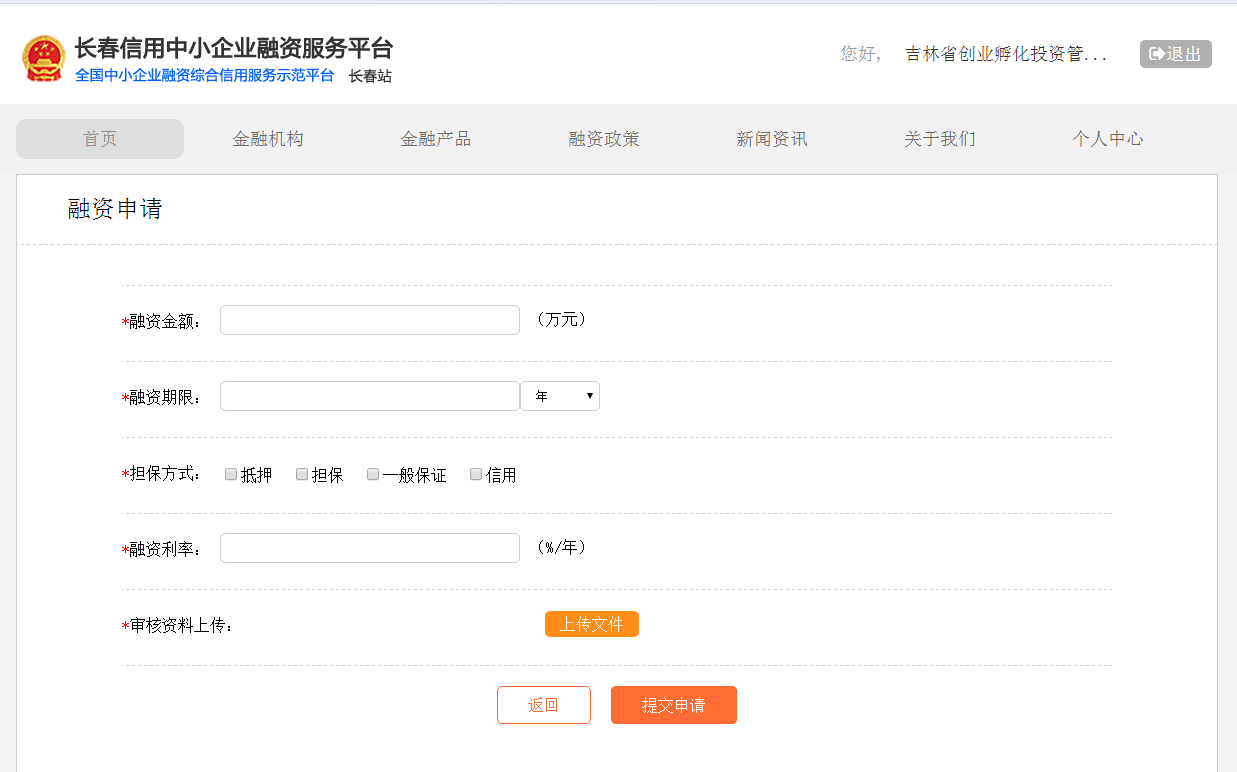 长春信用中小企业融资服务平台
全国中小企业融资综合信用服务示范平台 长春站
您好, 吉林省创业孵化投资管... 退出
首页 金融机构 金融产品 融资政策 新闻资讯 关于我们 个人中心
融资申请
*融资金额: (万元)
*融资期限: 年
*担保方式: 抵押 担保 一般保证 信用
*融资利率: (%/年)
*审核资料上传: 上传文件
返回 提交申请